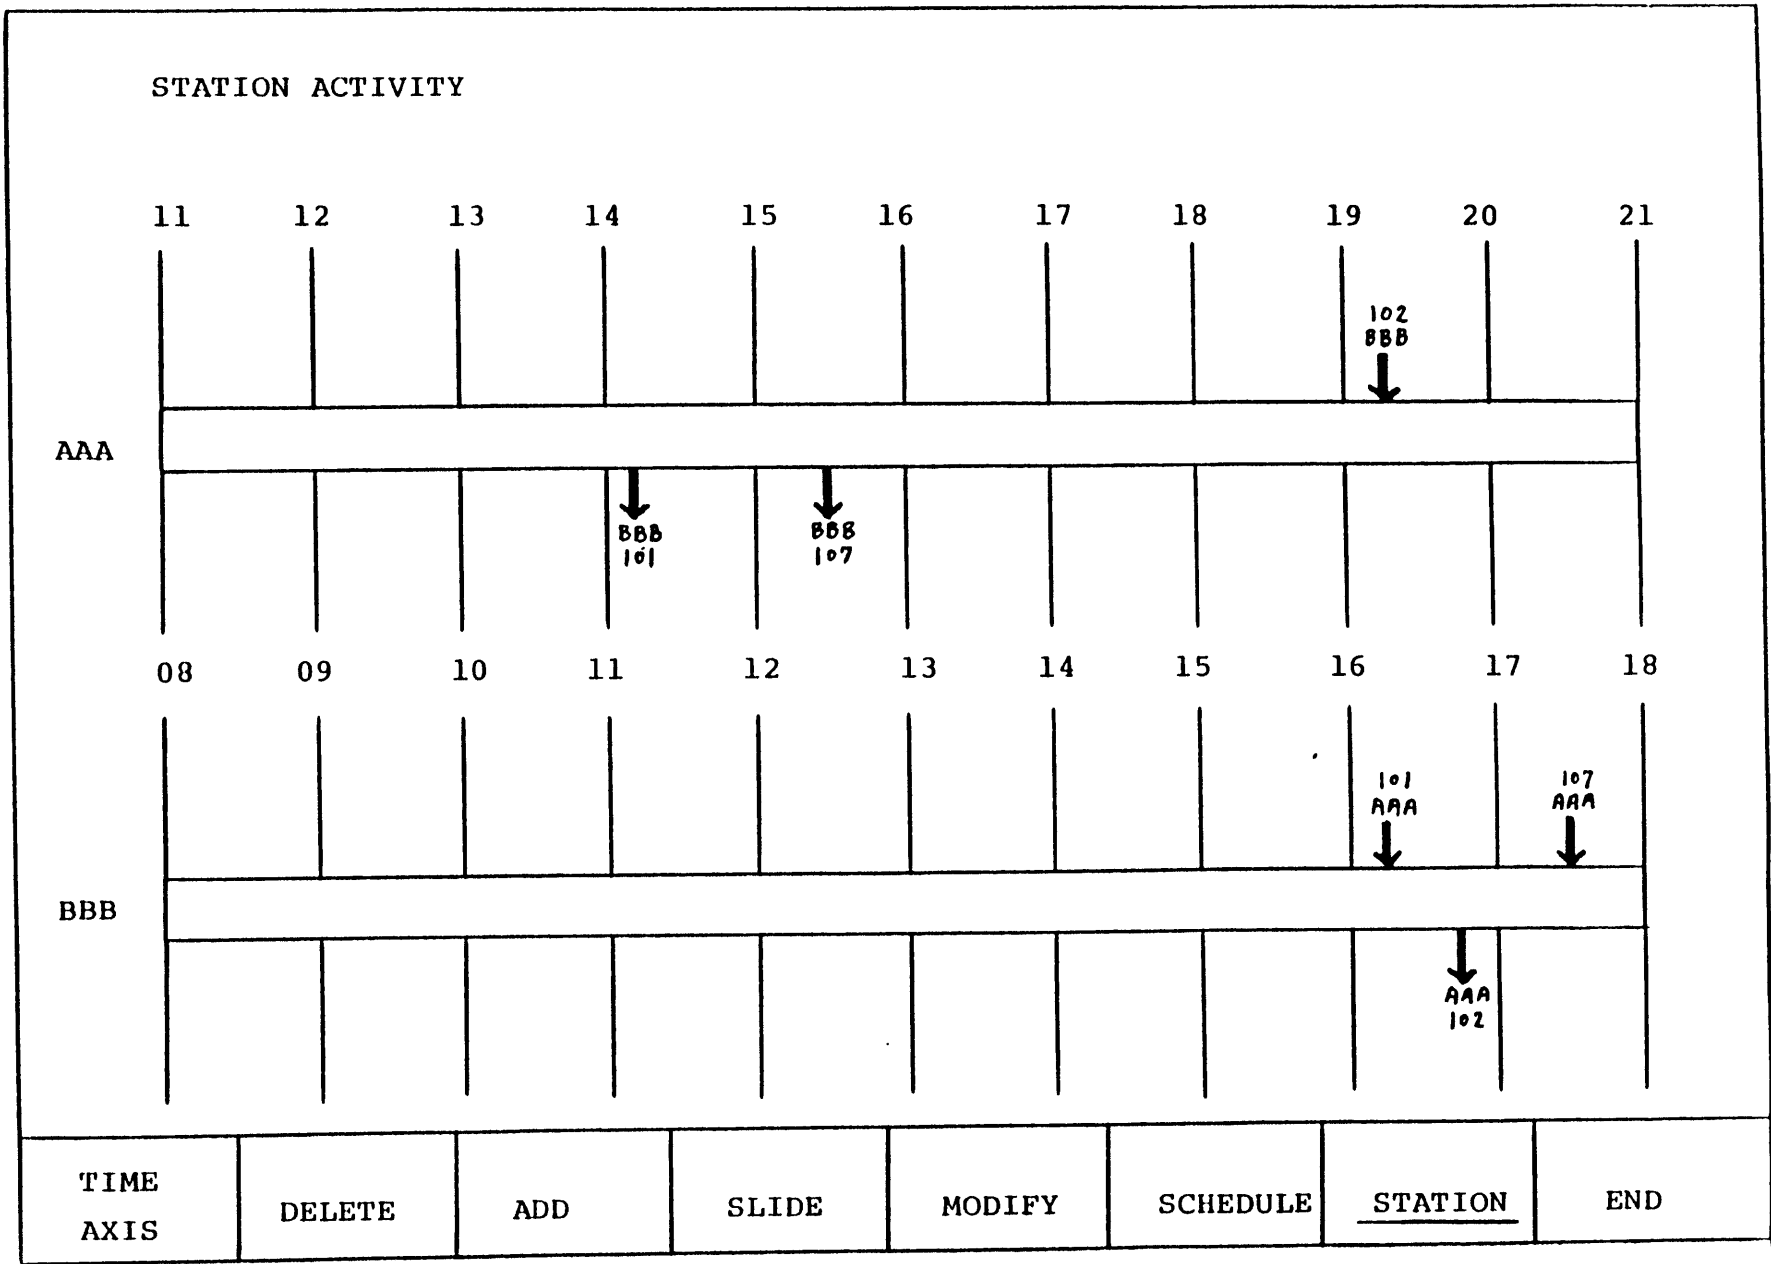 STATION ACTIVITY
11 12 13 14 15 16 17 18 19 20 21
102
BBB
AAA
BBB BBB
101 107
08 09 10 11 12 13 14 15 16 17 18
101 107
AAA AAA
BBB
AAA
102
TIME AXIS DELETE ADD SLIDE MODIFY SCHEDULE STATION END